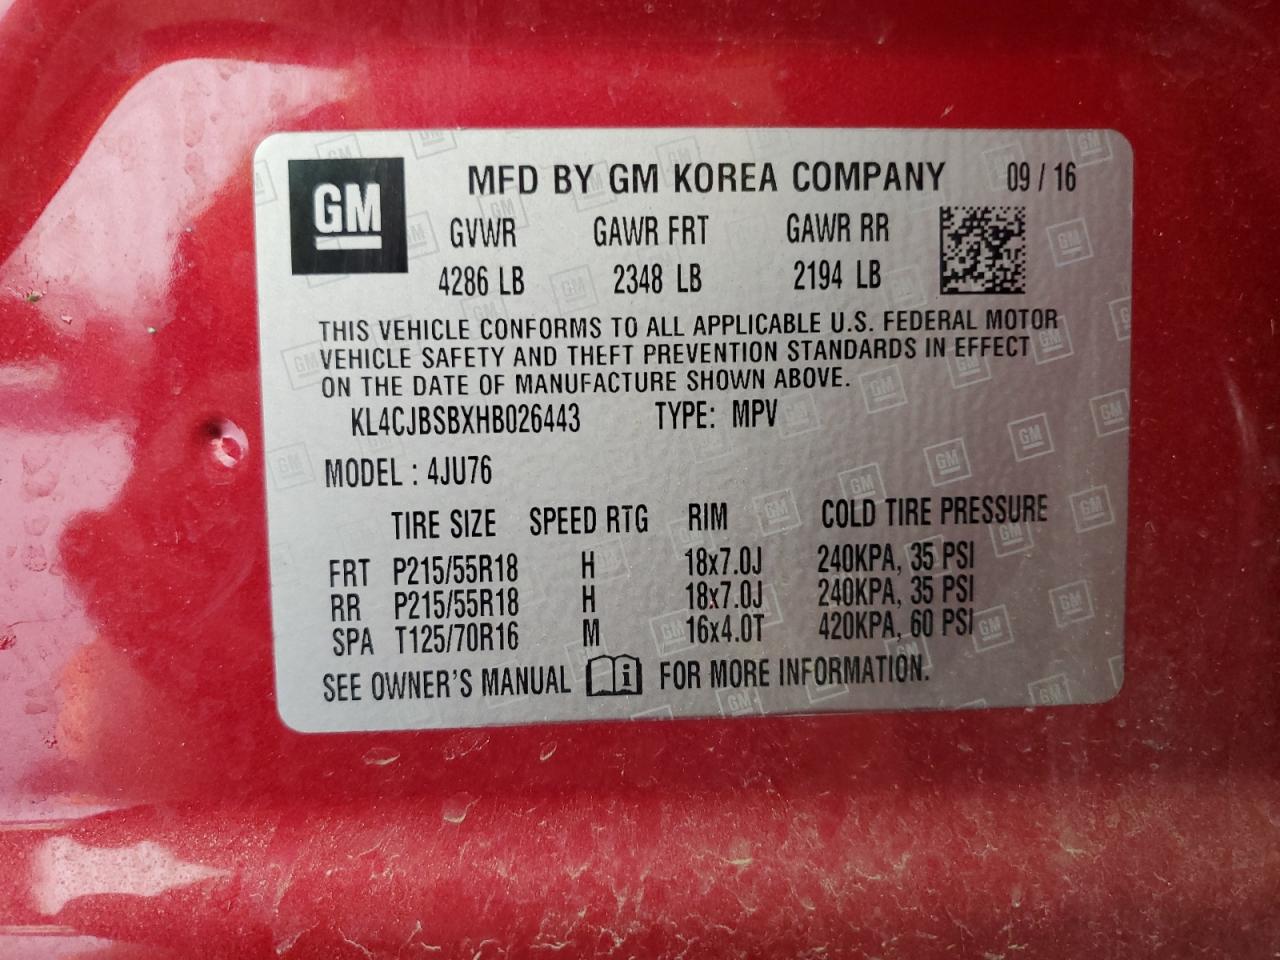 GM MFD BY GM KOREA COMPANY 09 / 16
GVWR GAWR FRT GAWR RR
4286 LB 2348 LB 2194 LB
THIS VEHICLE CONFORMS TO ALL APPLICABLE U.S. FEDERAL MOTOR
VEHICLE SAFETY AND THEFT PREVENTION STANDARDS IN EFFECT
ON THE DATE OF MANUFACTURE SHOWN ABOVE.
KL4CJBSBXHB026443 TYPE: MPV
MODEL : 4JU76
TIRE SIZE SPEED RTG RIM COLD TIRE PRESSURE
FRT P215/55R18 H 18x7.0J 240KPA, 35 PSI
RR P215/55R18 H 18x7.0J 240KPA, 35 PSI
SPA T125/70R16 M 16x4.0T 420KPA, 60 PSI
SEE OWNER'S MANUAL FOR MORE INFORMATION.